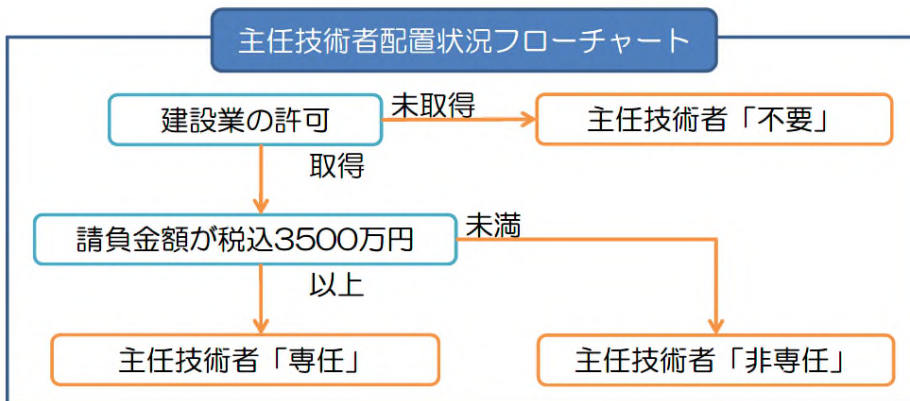 主任技術者配置状況フローチャート
建設業の許可
未取得
主任技術者「不要」
取得
請負金額が税込3500万円
未満
以上
主任技術者「専任」
主任技術者「非専任」